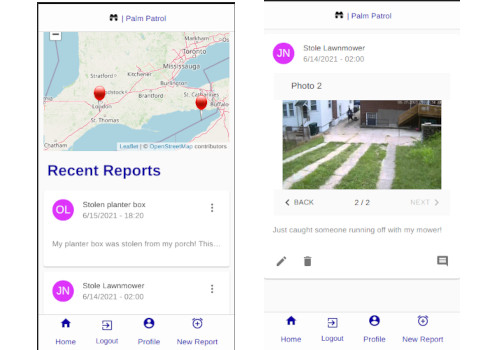 | Palm Patrol
Markham
Toronto
Mississauga
Stratford
Kitchener
Burlington
Woodstock
Brantford
St. Catharines
London
Buffalo
St. Thomas
Chatham
Leaflet | © OpenStreetMap contributors
Recent Reports
OL
Stolen planter box
6/15/2021 - 18:20
My planter box was stolen from my porch! This...
JN
Stole Lawnmower
6/14/2021 - 02:00
Home
Logout
Profile
New Report
| Palm Patrol
JN
Stole Lawnmower
6/14/2021 - 02:00
Photo 2
BACK
2 / 2
NEXT
Just caught someone running off with my mower!
Home
Logout
Profile
New Report